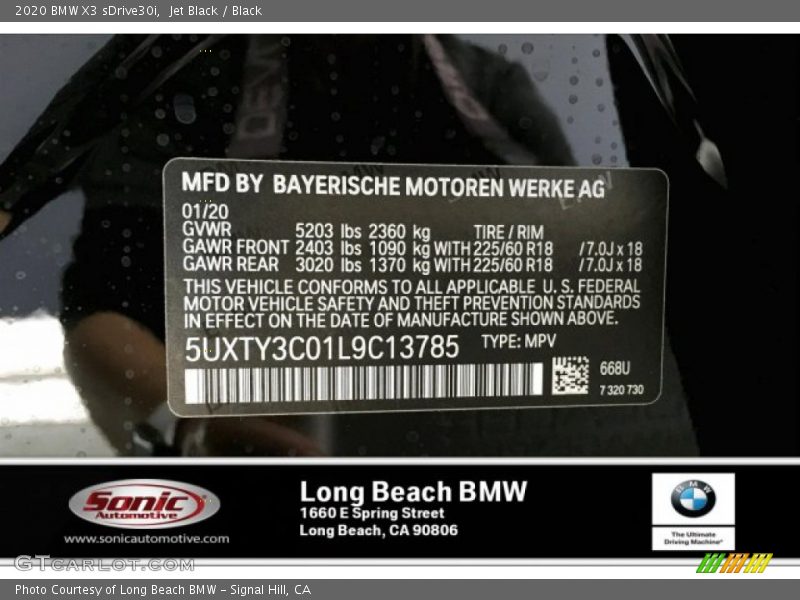 2020 BMW X3 sDrive30i, Jet Black / Black
MFD BY BAYERISCHE MOTOREN WERKE AG
01/20
GVWR 5203 lbs 2360 kg TIRE / RIM
GAWR FRONT 2403 lbs 1090 kg WITH 225/60 R18 /7.0J x 18
GAWR REAR 3020 lbs 1370 kg WITH 225/60 R18 /7.0J x 18
THIS VEHICLE CONFORMS TO ALL APPLICABLE U. S. FEDERAL
MOTOR VEHICLE SAFETY AND THEFT PREVENTION STANDARDS
IN EFFECT ON THE DATE OF MANUFACTURE SHOWN ABOVE.
5UXTY3C01L9C13785 TYPE: MPV
668U
7 320 730
Sonic
Automotive
www.sonicautomotive.com
Long Beach BMW
1660 E Spring Street
Long Beach, CA 90806
BMW
The Ultimate
Driving Machine®
GTcarlot.com
Photo Courtesy of Long Beach BMW – Signal Hill, CA